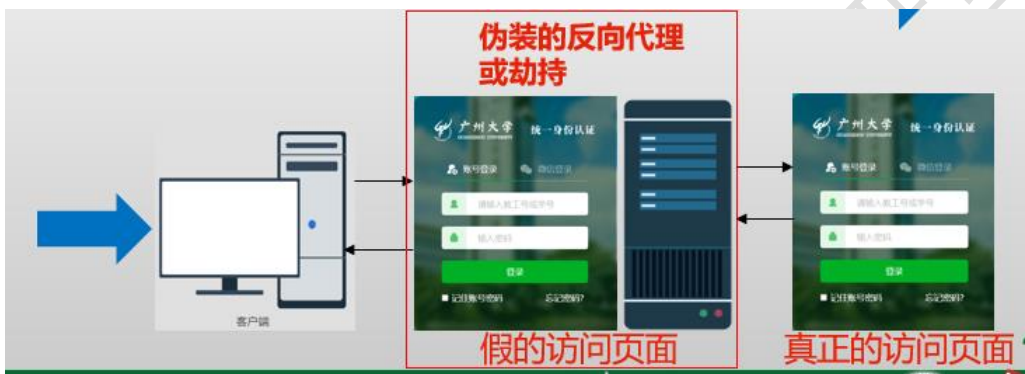 伪装的反向代理
或劫持
广州大学 统一身份认证
账号登录 微信登录
请输入教工号或学号
输入密码
登录
记住账号密码 忘记密码?
假的访问页面
广州大学 统一身份认证
账号登录 微信登录
请输入教工号或学号
输入密码
登录
记住账号密码 忘记密码?
真正的访问页面
客户端